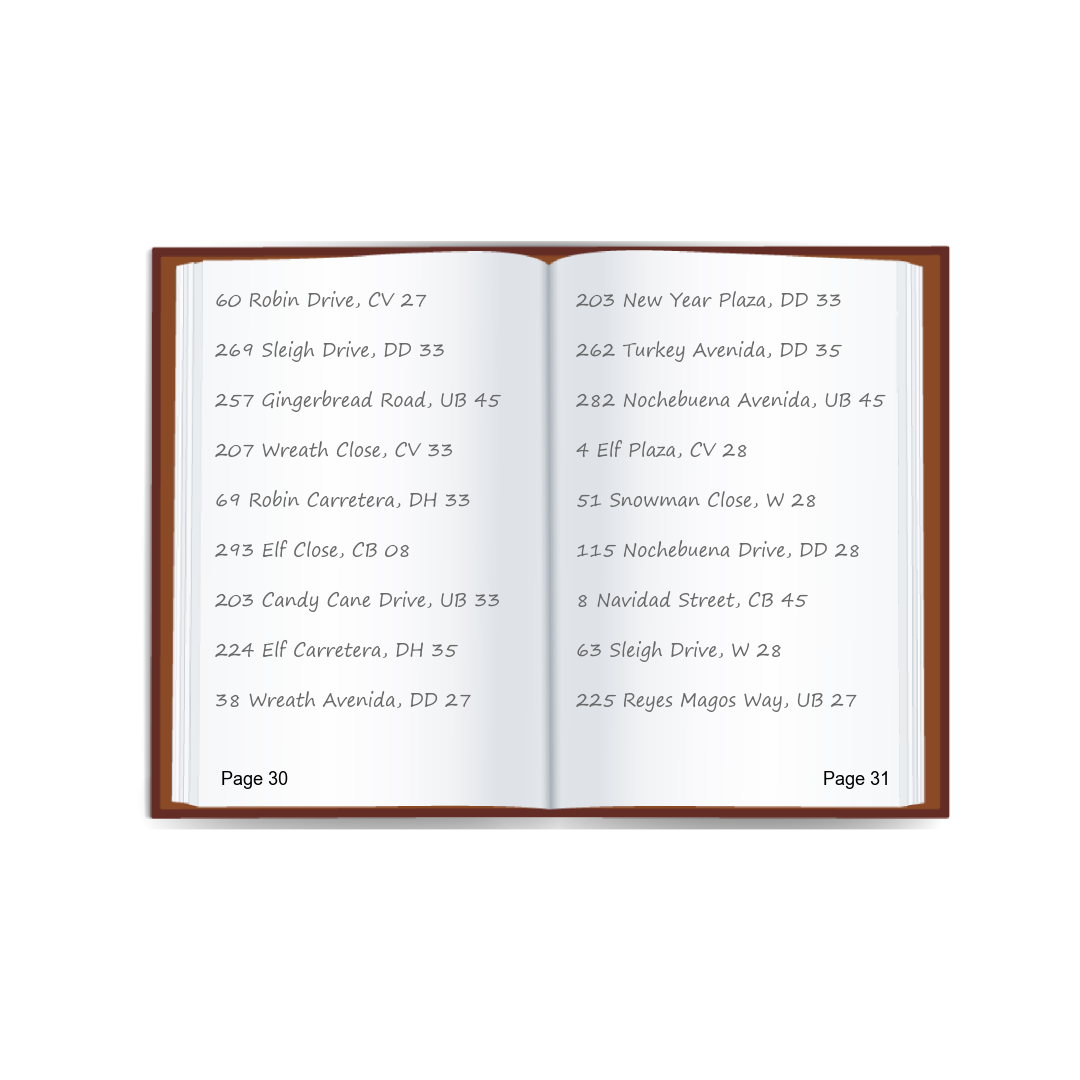 60 Robin Drive, CV 27
269 Sleigh Drive, DD 33
257 Gingerbread Road, UB 45
207 Wreath Close, CV 33
69 Robin Carretera, DH 33
293 Elf Close, CB 08
203 Candy Cane Drive, UB 33
224 Elf Carretera, DH 35
38 Wreath Avenida, DD 27
Page 30
203 New Year Plaza, DD 33
262 Turkey Avenida, DD 35
282 Nochebuena Avenida, UB 45
4 Elf Plaza, CV 28
51 Snowman Close, W 28
115 Nochebuena Drive, DD 28
8 Navidad Street, CB 45
63 Sleigh Drive, W 28
225 Reyes Magos Way, UB 27
Page 31